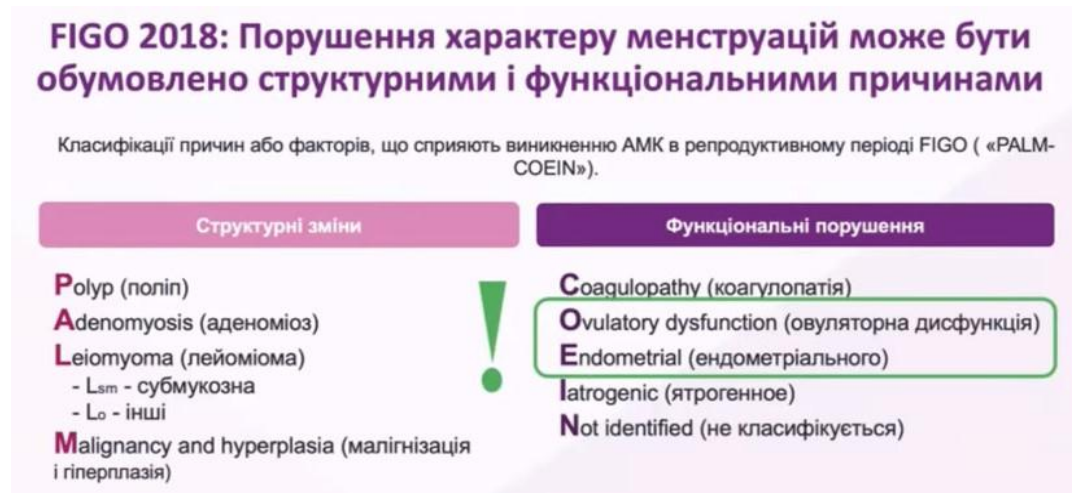 FIGO 2018: Порушення характеру менструацій може бути
обумовлено структурними і функціональними причинами
Класифікації причин або факторів, що сприяють виникненню АМК в репродуктивному періоді FIGO ( «PALM-
COEIN»).
Структурні зміни
Polyp (поліп)
Adenomyosis (аденоміоз)
Leiomyoma (лейоміома)
- Lsm - субмукозна
- Lo - інші
Malignancy and hyperplasia (малігнізація
і гіперплазія)
Функціональні порушення
Coagulopathy (коагулопатія)
Ovulatory dysfunction (овуляторна дисфункція)
Endometrial (ендометріального)
Iatrogenic (ятрогенное)
Not identified (не класифікується)